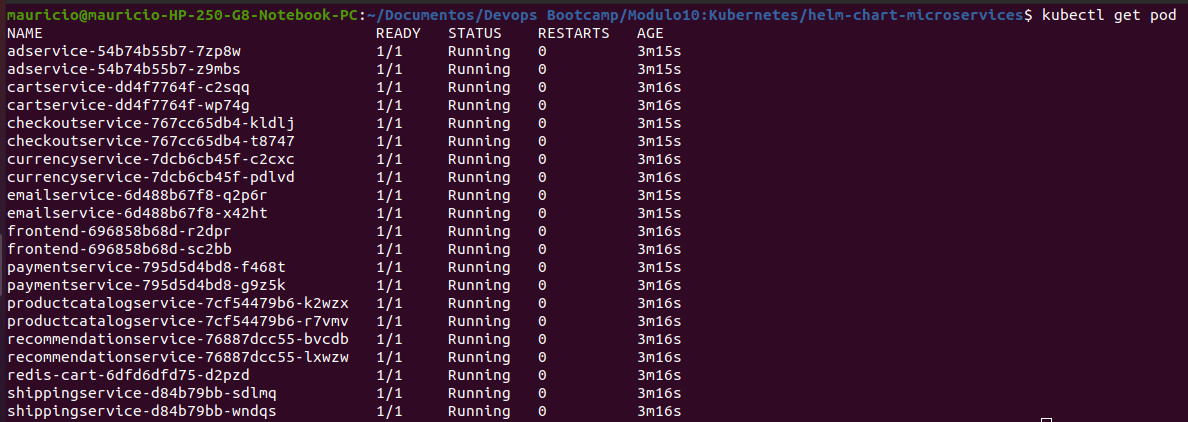 mauricio@mauricio-HP-250-G8-Notebook-PC:~/Documentos/Devops Bootcamp/Modulo10:Kubernetes/helm-chart-microservices$ kubectl get pod
NAME READY STATUS RESTARTS AGE
adservice-54b74b55b7-7zp8w 1/1 Running 0 3m15s
adservice-54b74b55b7-z9mbs 1/1 Running 0 3m15s
cartservice-dd4f7764f-c2sqq 1/1 Running 0 3m16s
cartservice-dd4f7764f-wp74g 1/1 Running 0 3m16s
checkoutservice-767cc65db4-kldlj 1/1 Running 0 3m15s
checkoutservice-767cc65db4-t8747 1/1 Running 0 3m15s
currencyservice-7dcb6cb45f-c2cxc 1/1 Running 0 3m16s
currencyservice-7dcb6cb45f-pdlvd 1/1 Running 0 3m16s
emailservice-6d488b67f8-q2p6r 1/1 Running 0 3m15s
emailservice-6d488b67f8-x42ht 1/1 Running 0 3m15s
frontend-696858b68d-r2dpr 1/1 Running 0 3m16s
frontend-696858b68d-sc2bb 1/1 Running 0 3m16s
paymentservice-795d5d4bd8-f468t 1/1 Running 0 3m15s
paymentservice-795d5d4bd8-g9z5k 1/1 Running 0 3m16s
productcatalogservice-7cf54479b6-k2wzx 1/1 Running 0 3m16s
productcatalogservice-7cf54479b6-r7vmv 1/1 Running 0 3m16s
recommendationservice-76887dcc55-bvcdb 1/1 Running 0 3m16s
recommendationservice-76887dcc55-lxwzw 1/1 Running 0 3m16s
redis-cart-6dfd6dfd75-d2pzd 1/1 Running 0 3m16s
shippingservice-d84b79bb-sdlmq 1/1 Running 0 3m16s
shippingservice-d84b79bb-wndqs 1/1 Running 0 3m16s